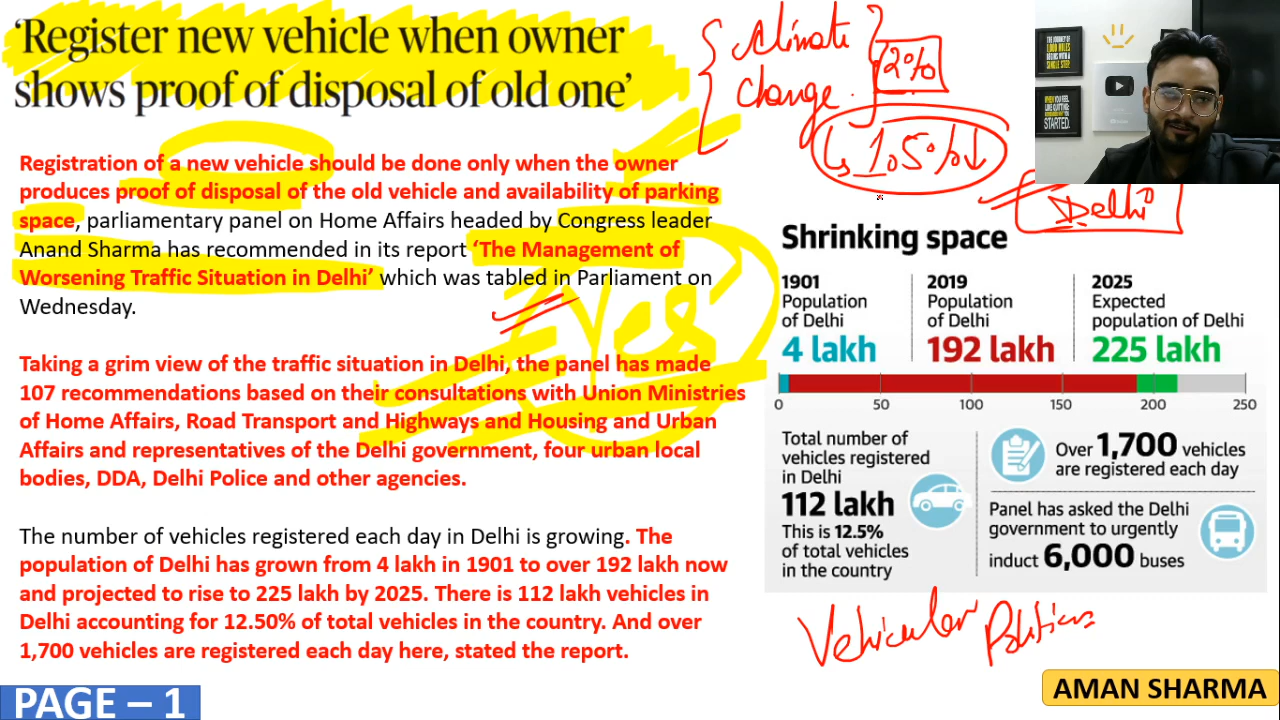 ‘Register new vehicle when owner
shows proof of disposal of old one’
Registration of a new vehicle should be done only when the owner
produces proof of disposal of the old vehicle and availability of parking
space, parliamentary panel on Home Affairs headed by Congress leader
Anand Sharma has recommended in its report ‘The Management of
Worsening Traffic Situation in Delhi’ which was tabled in Parliament on
Wednesday.
Yes
Taking a grim view of the traffic situation in Delhi, the panel has made
107 recommendations based on their consultations with Union Ministries
of Home Affairs, Road Transport and Highways and Housing and Urban
Affairs and representatives of the Delhi government, four urban local
bodies, DDA, Delhi Police and other agencies.
The number of vehicles registered each day in Delhi is growing. The
population of Delhi has grown from 4 lakh in 1901 to over 192 lakh now
and projected to rise to 225 lakh by 2025. There is 112 lakh vehicles in
Delhi accounting for 12.50% of total vehicles in the country. And over
1,700 vehicles are registered each day here, stated the report.
PAGE – 1
Climate
change
2%
Delhi
THE JOURNEY OF
1,000 MILES
BEGINS WITH A
SINGLE STEP.
Shrinking space
1901
Population
of Delhi
4 lakh
2019
Population
of Delhi
192 lakh
2025
Expected
population of Delhi
225 lakh
0 50 100 150 200 250
Total number of
vehicles registered
in Delhi
112 lakh
This is 12.5%
of total vehicles
in the country
Over 1,700 vehicles
are registered each day
Panel has asked the Delhi
government to urgently
induct 6,000 buses
Vehicular
AMAN SHARMA